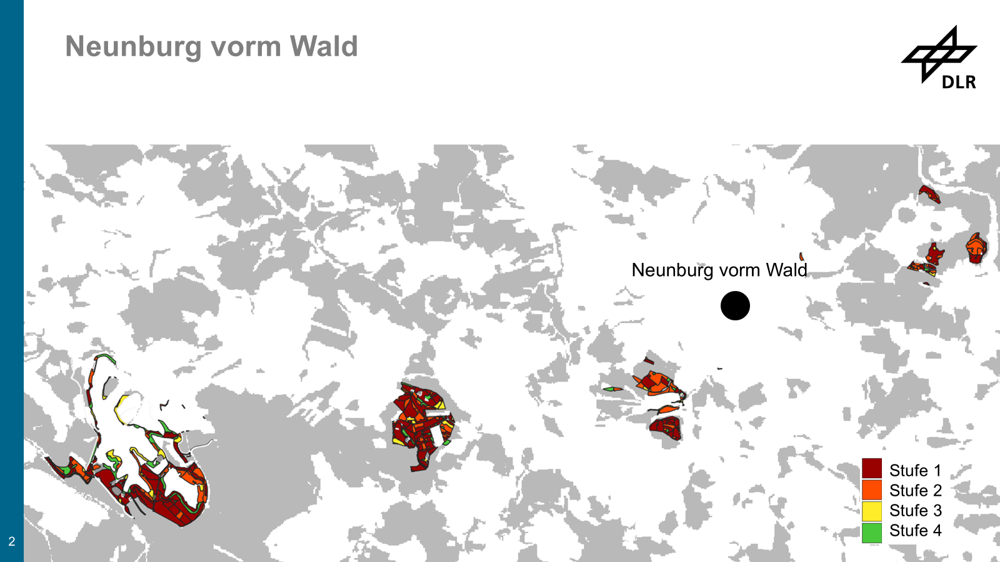 Neunburg vorm Wald
DLR
Neunburg vorm Wald
Stufe 1
Stufe 2
Stufe 3
Stufe 4
2